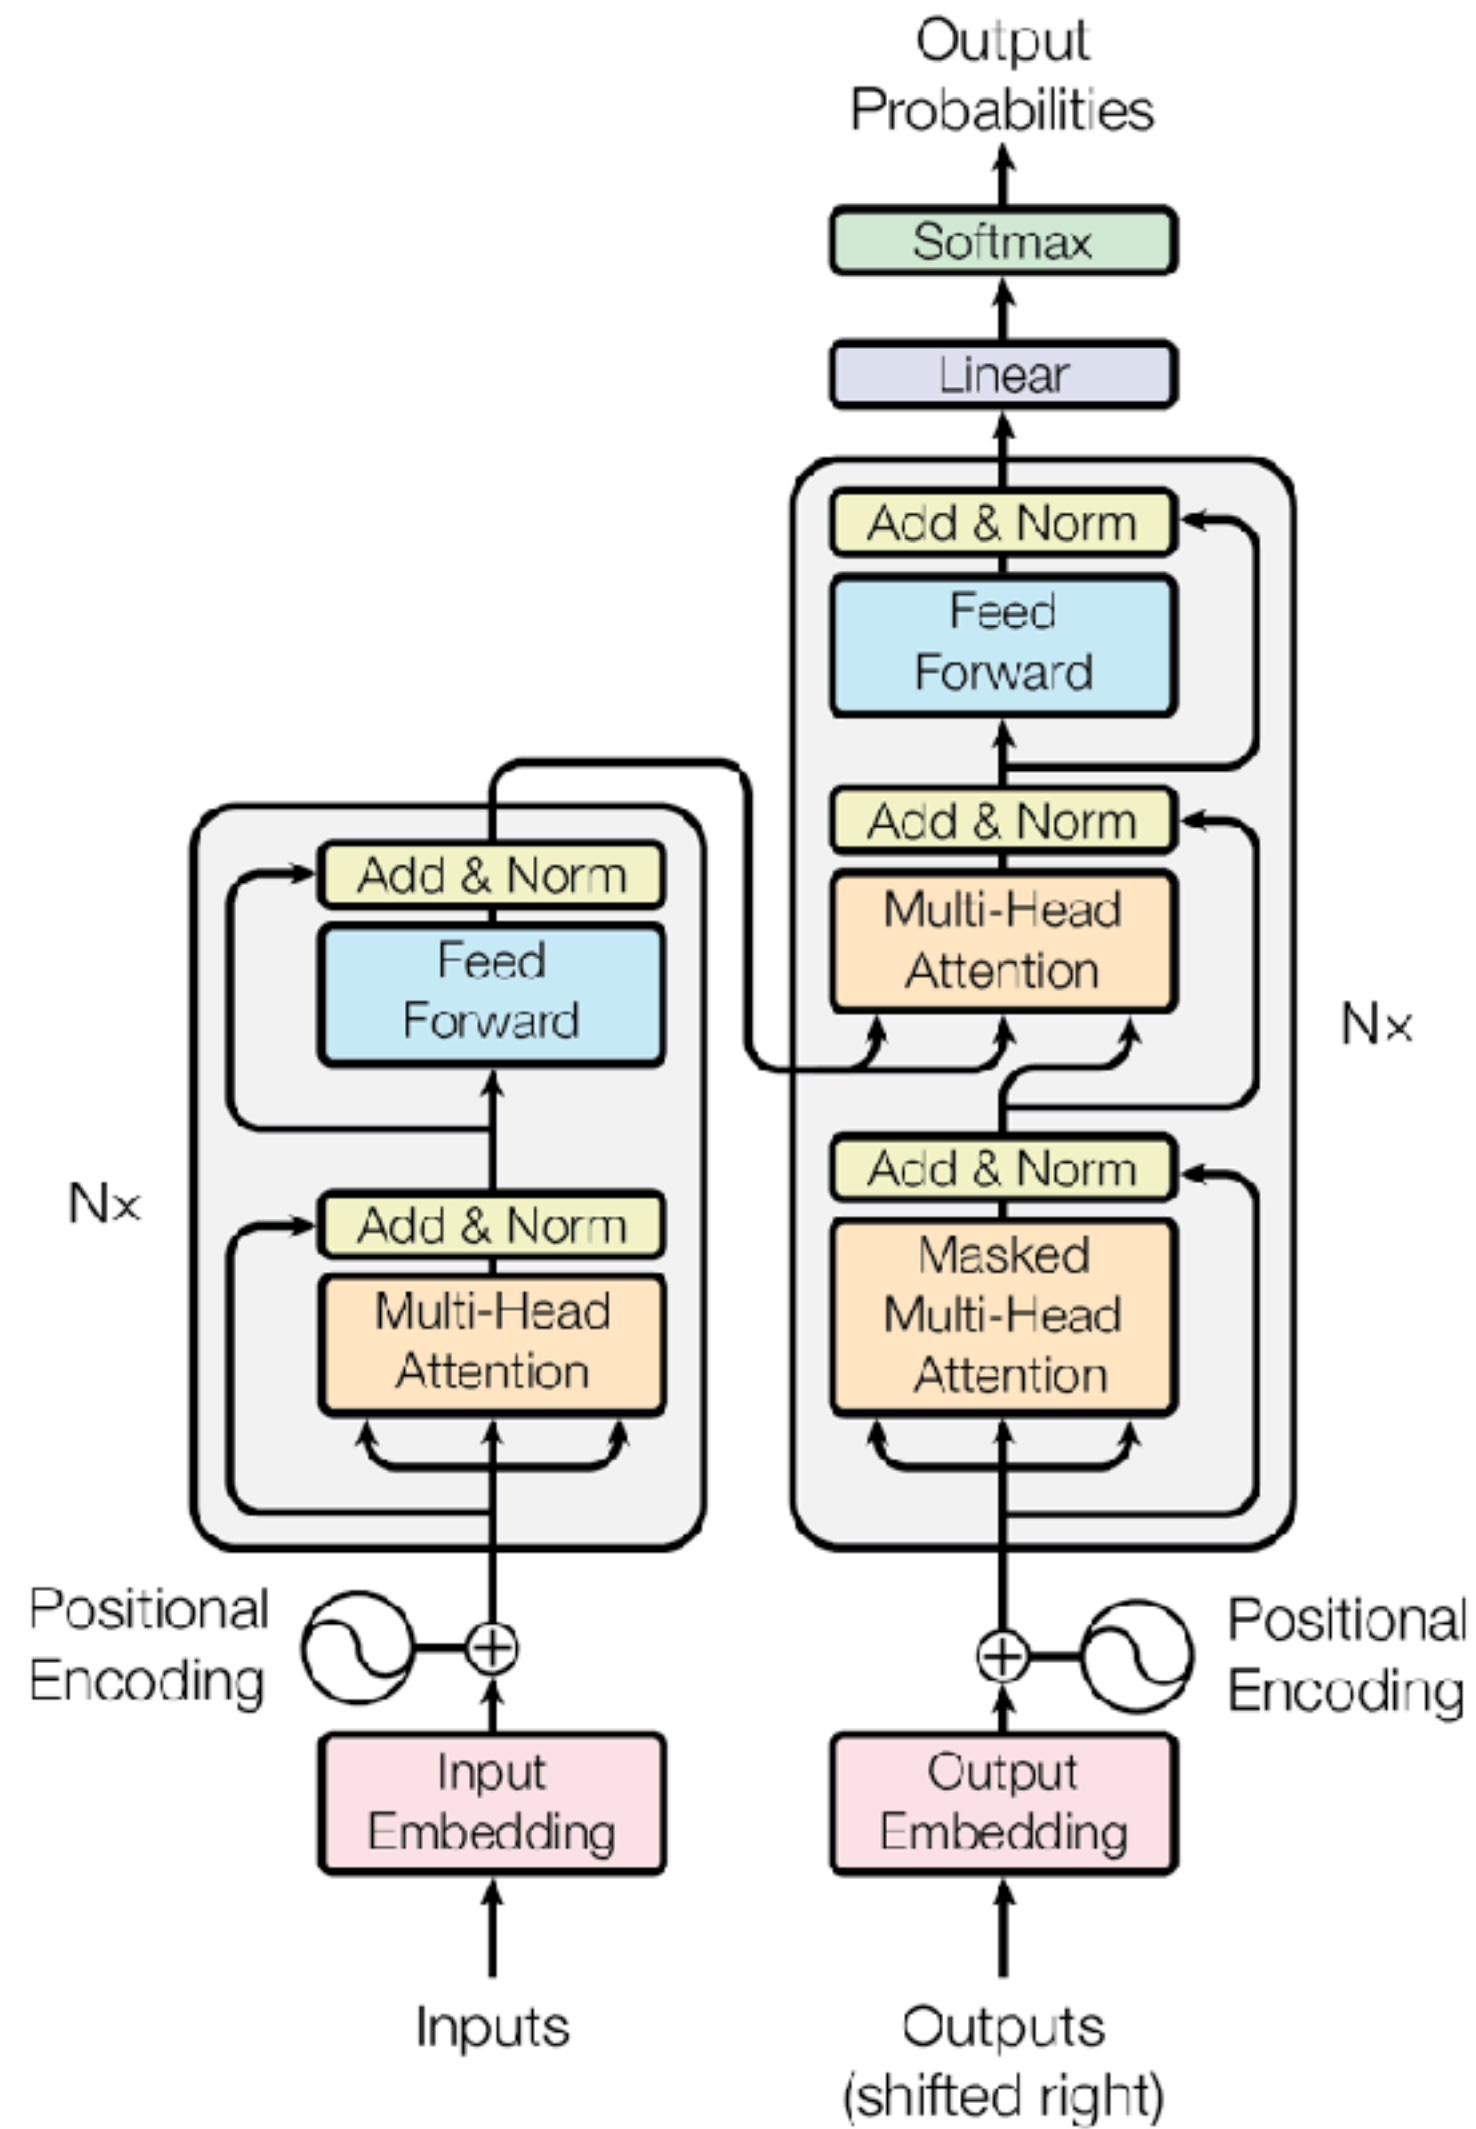 Output
Probabilities
Softmax
Linear
Add & Norm
Feed
Forward
Add & Norm
Multi-Head
Attention
Nx
Add & Norm
Masked
Multi-Head
Attention
Add & Norm
Feed
Forward
Nx
Add & Norm
Multi-Head
Attention
Positional
Encoding
Positional
Encoding
Input
Embedding
Output
Embedding
Inputs
Outputs
(shifted right)